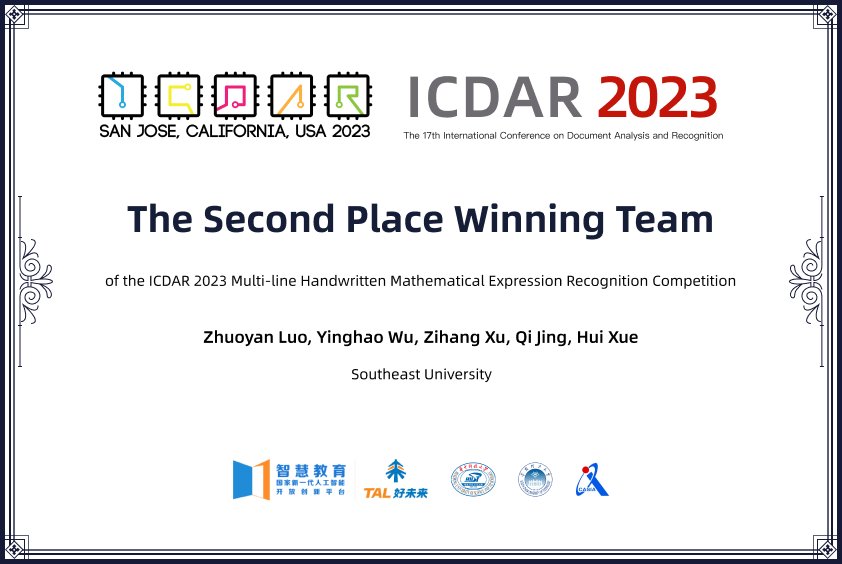 ICDAR
SAN JOSE, CALIFORNIA, USA 2023
ICDAR 2023
The 17th International Conference on Document Analysis and Recognition
The Second Place Winning Team
of the ICDAR 2023 Multi-line Handwritten Mathematical Expression Recognition Competition
Zhuoyan Luo, Yinghao Wu, Zihang Xu, Qi Jing, Hui Xue
Southeast University
智慧教育
国家新一代人工智能
开放创新平台
TAL 好未来
CASIA